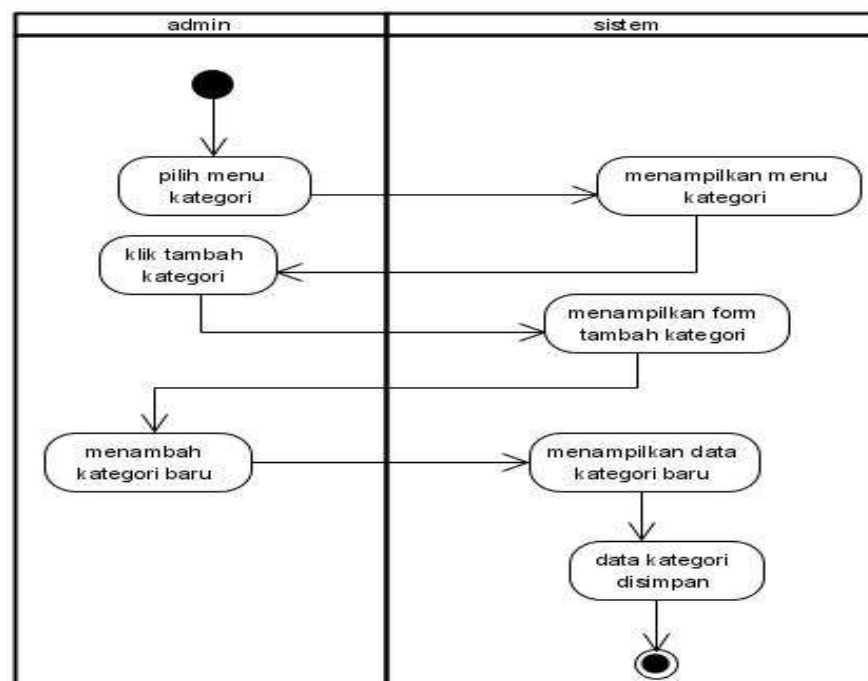 admin
sistem
pilih menu
kategori
menampilkan menu
kategori
klik tambah
kategori
menampilkan form
tambah kategori
menambah
kategori baru
menampilkan data
kategori baru
data kategori
disimpan